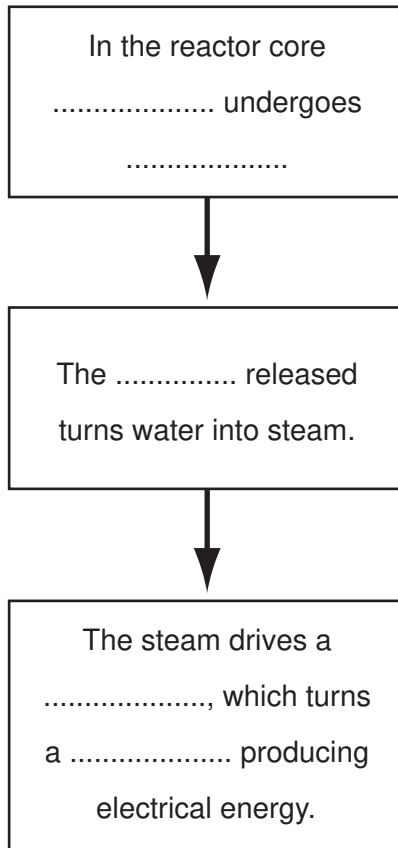 In the reactor core
.................... undergoes
....................
The ............... released
turns water into steam.
The steam drives a
...................., which turns
a .................... producing
electrical energy.